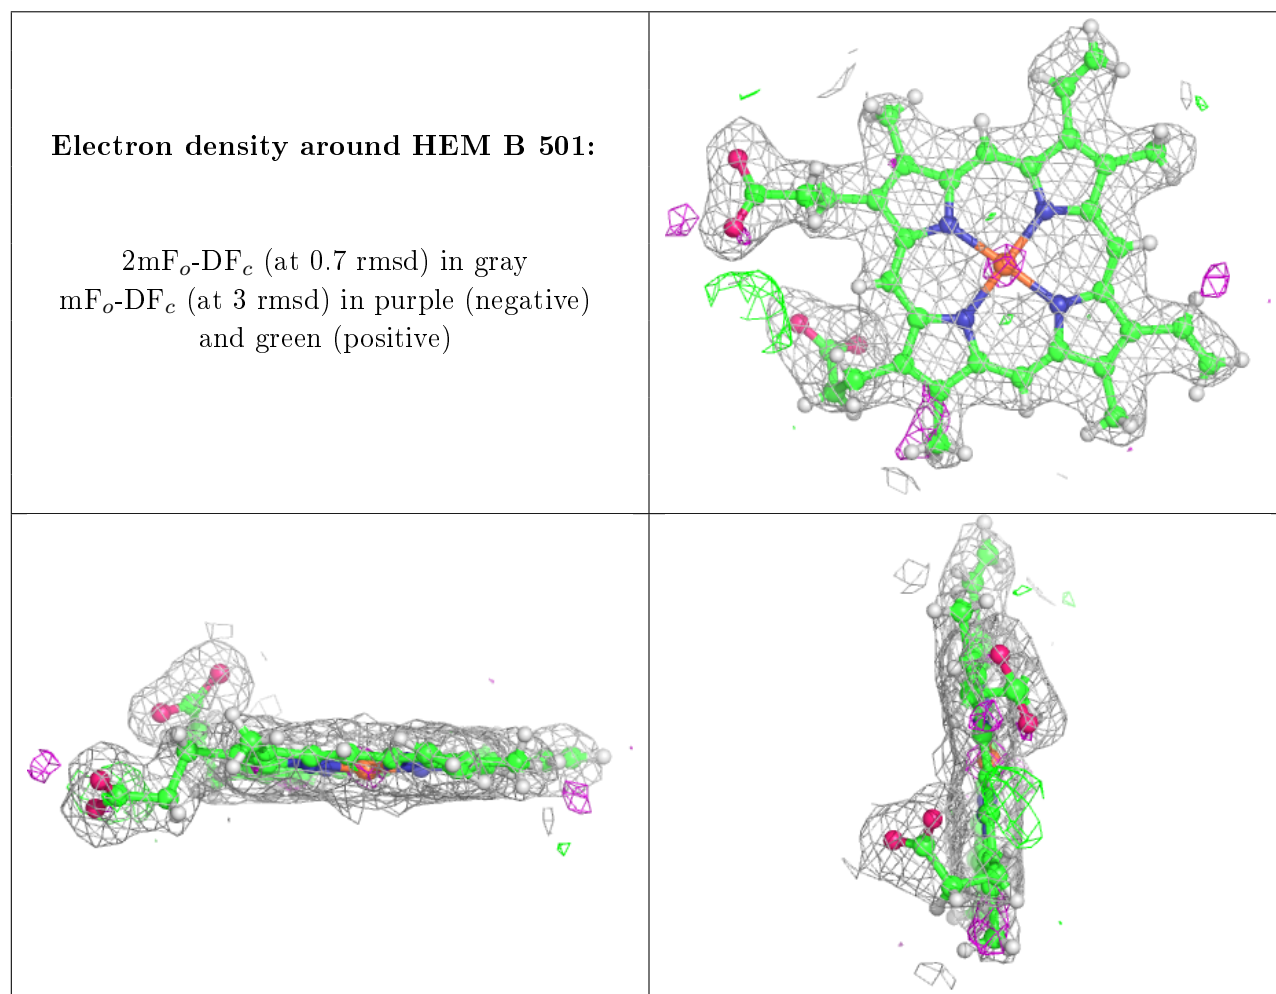 Electron density around HEM B 501:
2mFₒ-DF𝒸 (at 0.7 rmsd) in gray
mFₒ-DF𝒸 (at 3 rmsd) in purple (negative)
and green (positive)